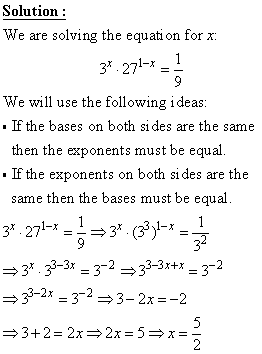 Solution :
We are solving the equation for x:
3^x · 27^(1−x) = 1/9
We will use the following ideas:
▪ If the bases on both sides are the same
then the exponents must be equal.
▪ If the exponents on both sides are the
same then the bases must be equal.
3^x · 27^(1−x) = 1/9 ⇒ 3^x · (3^3)^(1−x) = 1/3^2
⇒ 3^x · 3^(3−3x) = 3^(−2) ⇒ 3^(3−3x+x) = 3^(−2)
⇒ 3^(3−2x) = 3^(−2) ⇒ 3 − 2x = −2
⇒ 3 + 2 = 2x ⇒ 2x = 5 ⇒ x = 5/2